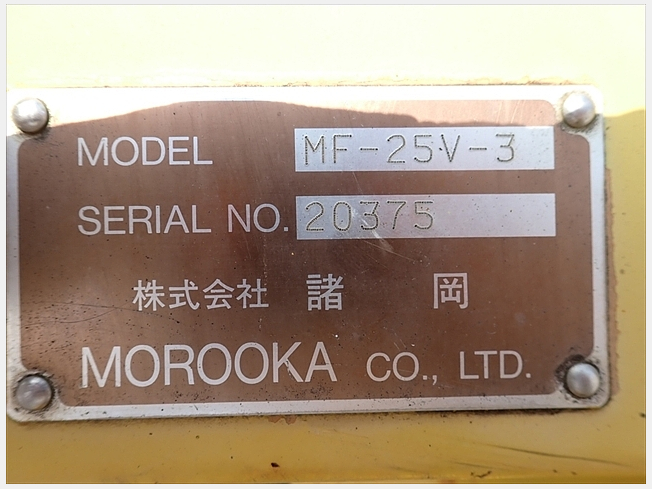 MODEL MF-25V-3
SERIAL NO. 20375
株式会社 諸 岡
MOROOKA CO., LTD.